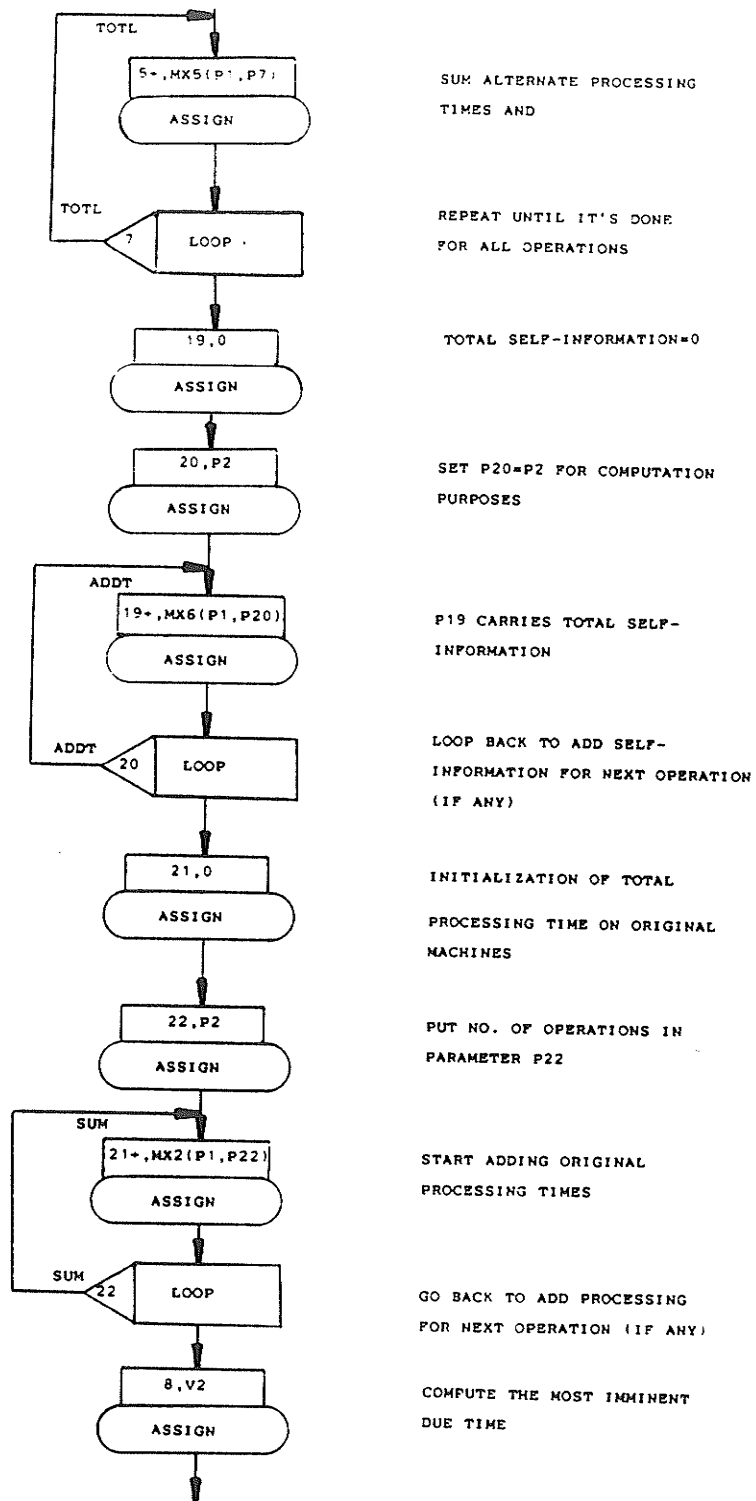 TOTL
5+,MX5(P1,P7)
ASSIGN
SUM ALTERNATE PROCESSING
TIMES AND
TOTL
7
LOOP
REPEAT UNTIL IT'S DONE
FOR ALL OPERATIONS
19,0
ASSIGN
TOTAL SELF-INFORMATION=0
20,P2
ASSIGN
SET P20=P2 FOR COMPUTATION
PURPOSES
ADDT
19+,MX6(P1,P20)
ASSIGN
P19 CARRIES TOTAL SELF-
INFORMATION
ADDT
20
LOOP
LOOP BACK TO ADD SELF-
INFORMATION FOR NEXT OPERATION
(IF ANY)
21,0
ASSIGN
INITIALIZATION OF TOTAL
PROCESSING TIME ON ORIGINAL
MACHINES
22,P2
ASSIGN
PUT NO. OF OPERATIONS IN
PARAMETER P22
SUM
21+,MX2(P1,P22)
ASSIGN
START ADDING ORIGINAL
PROCESSING TIMES
SUM
22
LOOP
GO BACK TO ADD PROCESSING
FOR NEXT OPERATION (IF ANY)
8,V2
ASSIGN
COMPUTE THE MOST IMMINENT
DUE TIME